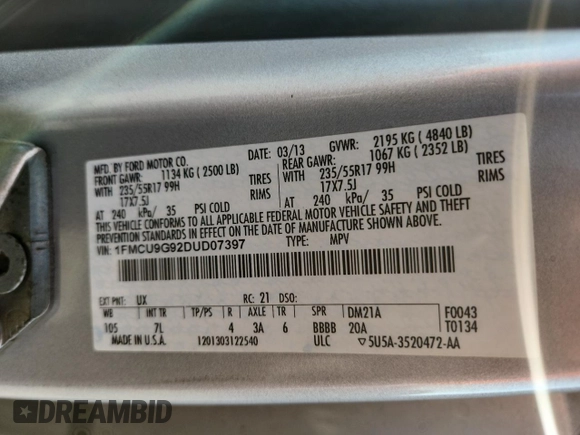 MFD. BY FORD MOTOR CO.
DATE: 03/13 GVWR: 2195 KG ( 4840 LB)
FRONT GAWR: 1134 KG ( 2500 LB) REAR GAWR: 1067 KG ( 2352 LB)
WITH 235/55R17 99H TIRES WITH 235/55R17 99H TIRES
17X7.5J RIMS 17X7.5J RIMS
AT 240 kPa/ 35 PSI COLD AT 240 kPa/ 35 PSI COLD
THIS VEHICLE CONFORMS TO ALL APPLICABLE FEDERAL MOTOR VEHICLE SAFETY AND THEFT
PREVENTION STANDARDS IN EFFECT ON THE DATE OF MANUFACTURE SHOWN ABOVE.
VIN: 1FMCU9G92DUD07397 TYPE: MPV
EXT PNT: UX RC: 21 DSO:
WB INT TR TP/PS R AXLE TR SPR DM21A F0043
105 7L 4 3A 6 BBBB 20A T0134
MADE IN U.S.A. 1201303122540 ULC ▽5U5A-3520472-AA
DREAMBID